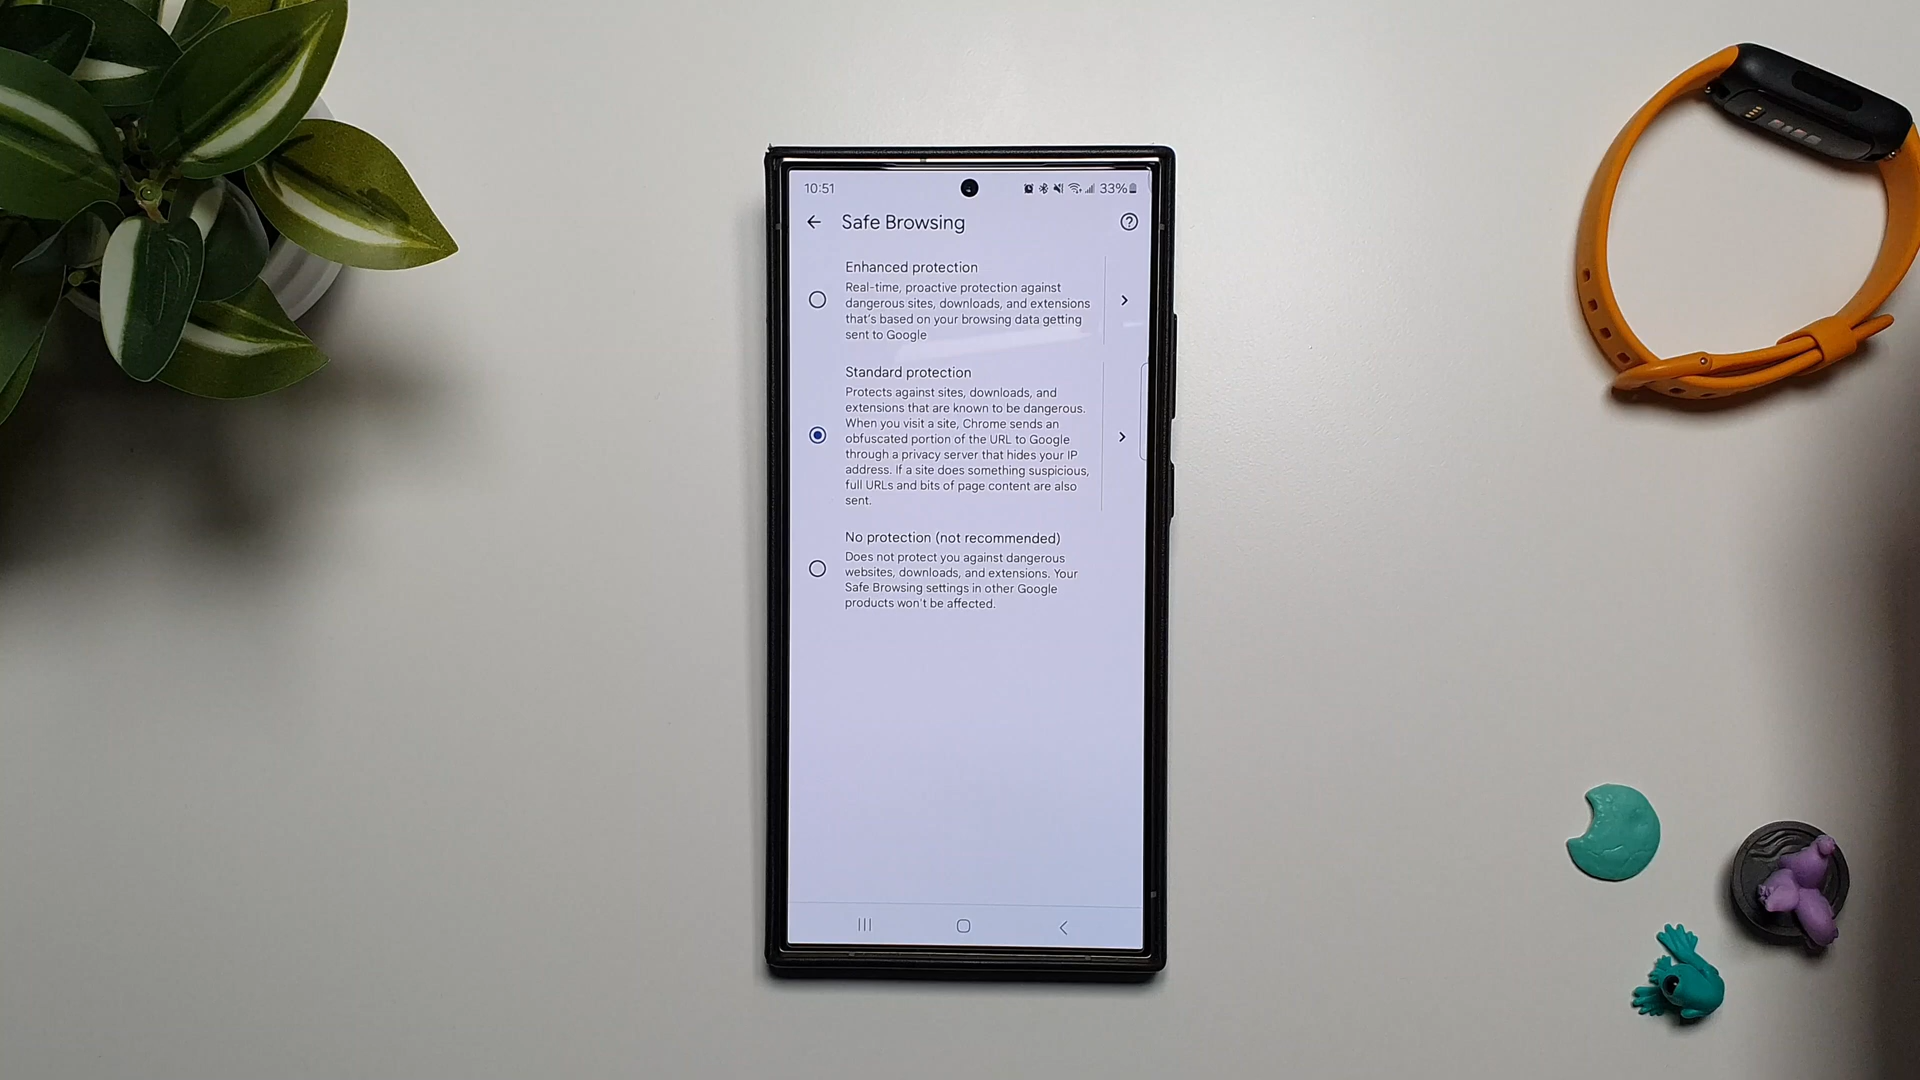 10:51
33%
Safe Browsing
Enhanced protection
Real-time, proactive protection against
dangerous sites, downloads, and extensions
that's based on your browsing data getting
sent to Google
Standard protection
Protects against sites, downloads, and
extensions that are known to be dangerous.
When you visit a site, Chrome sends an
obfuscated portion of the URL to Google
through a privacy server that hides your IP
address. If a site does something suspicious,
full URLs and bits of page content are also
sent.
No protection (not recommended)
Does not protect you against dangerous
websites, downloads, and extensions. Your
Safe Browsing settings in other Google
products won't be affected.